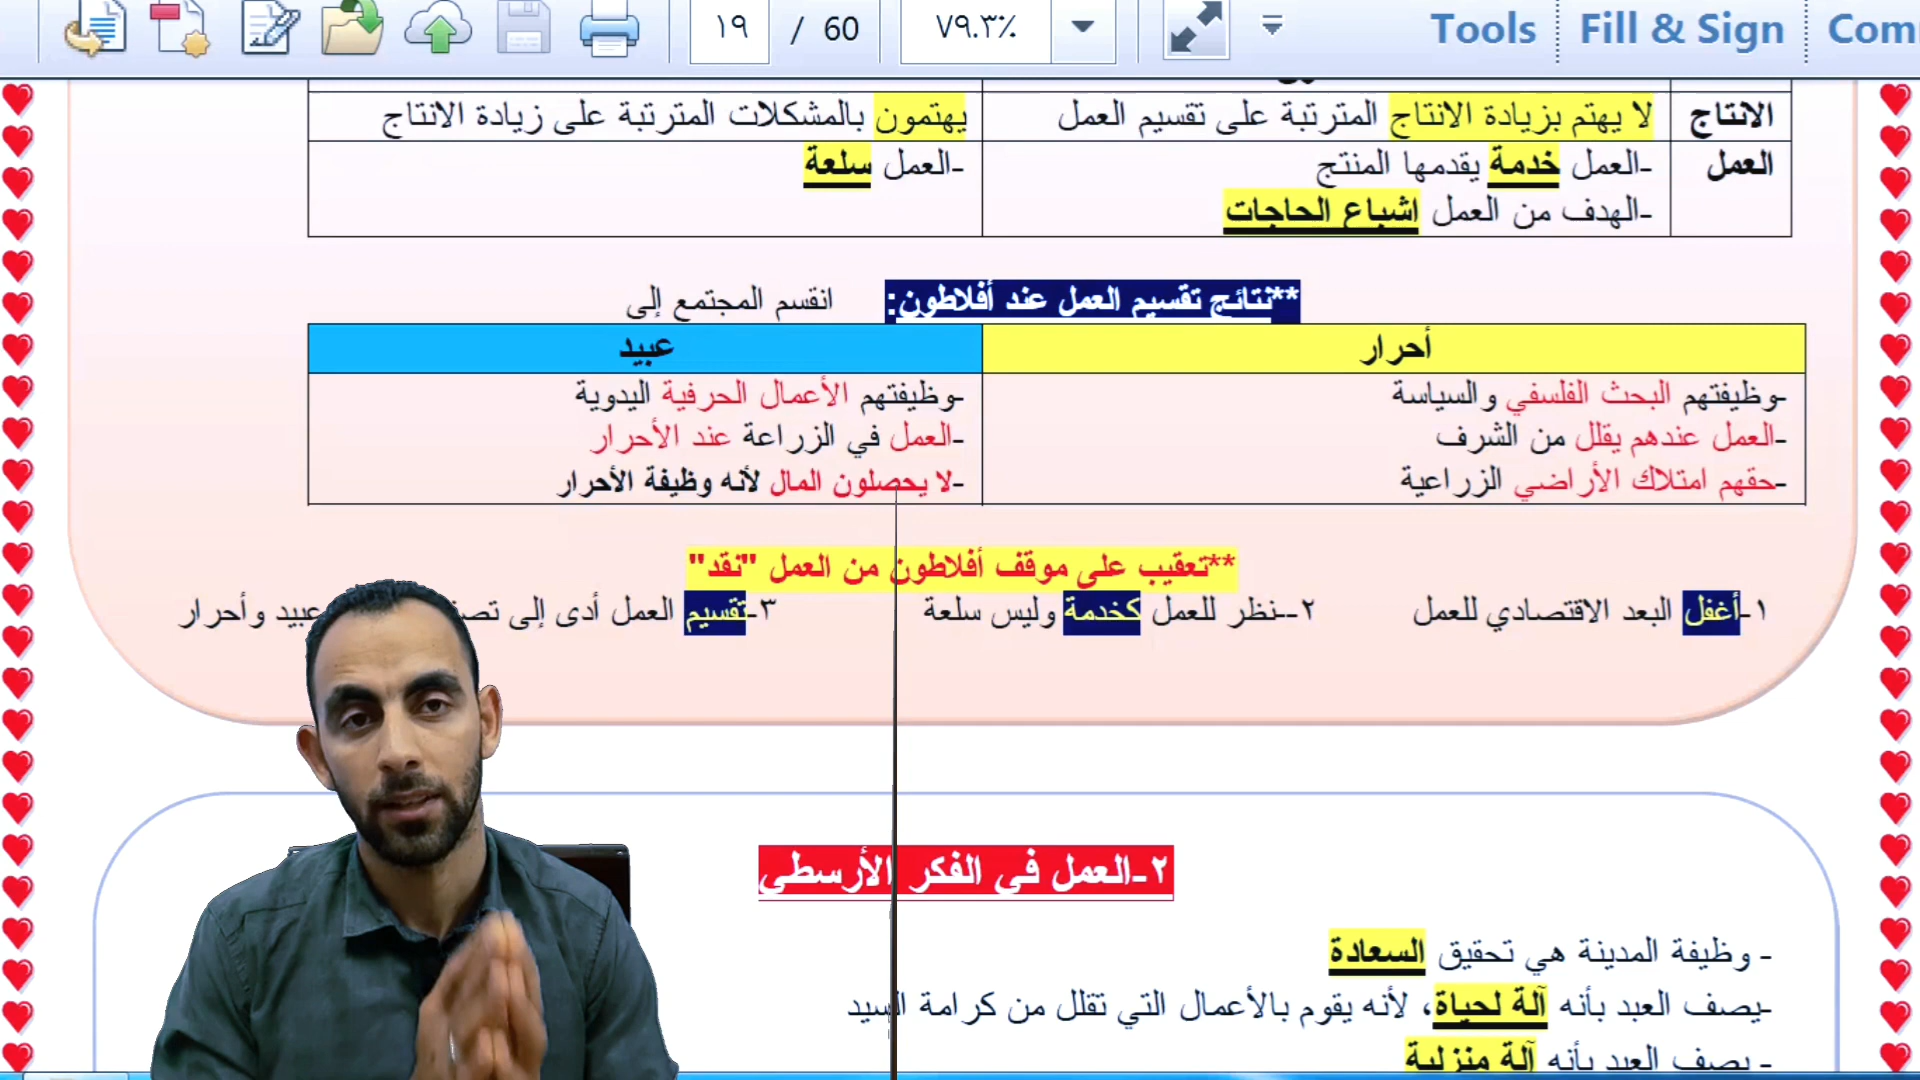 ١٩ / 60 ٧٩.٣٪ Tools Fill & Sign Com
الانتاج لا يهتم بزيادة الانتاج المترتبة على تقسيم العمل يهتمون بالمشكلات المترتبة على زيادة الانتاج
العمل -العمل خدمة يقدمها المنتج -العمل سلعة
-الهدف من العمل اشباع الحاجات
**نتائج تقسيم العمل عند أفلاطون: انقسم المجتمع إلى
أحرار عبيد
-وظيفتهم البحث الفلسفي والسياسة -وظيفتهم الأعمال الحرفية اليدوية
-العمل عندهم يقلل من الشرف -العمل في الزراعة عند الأحرار
-حقهم امتلاك الأراضي الزراعية -لا يحصلون المال لأنه وظيفة الأحرار
**تعقيب على موقف أفلاطون من العمل "نقد"
١-أغفل البعد الاقتصادي للعمل ٢--نظر للعمل كخدمة وليس سلعة ٣-تقسيم العمل أدى إلى عبيد وأحرار
٢-العمل في الفكر الأرسطي
- وظيفة المدينة هي تحقيق السعادة
-يصف العبد بأنه آلة لحياة، لأنه يقوم بالأعمال التي تقلل من كرامة السيد
- يصف العبد بأنه آلة منزلية